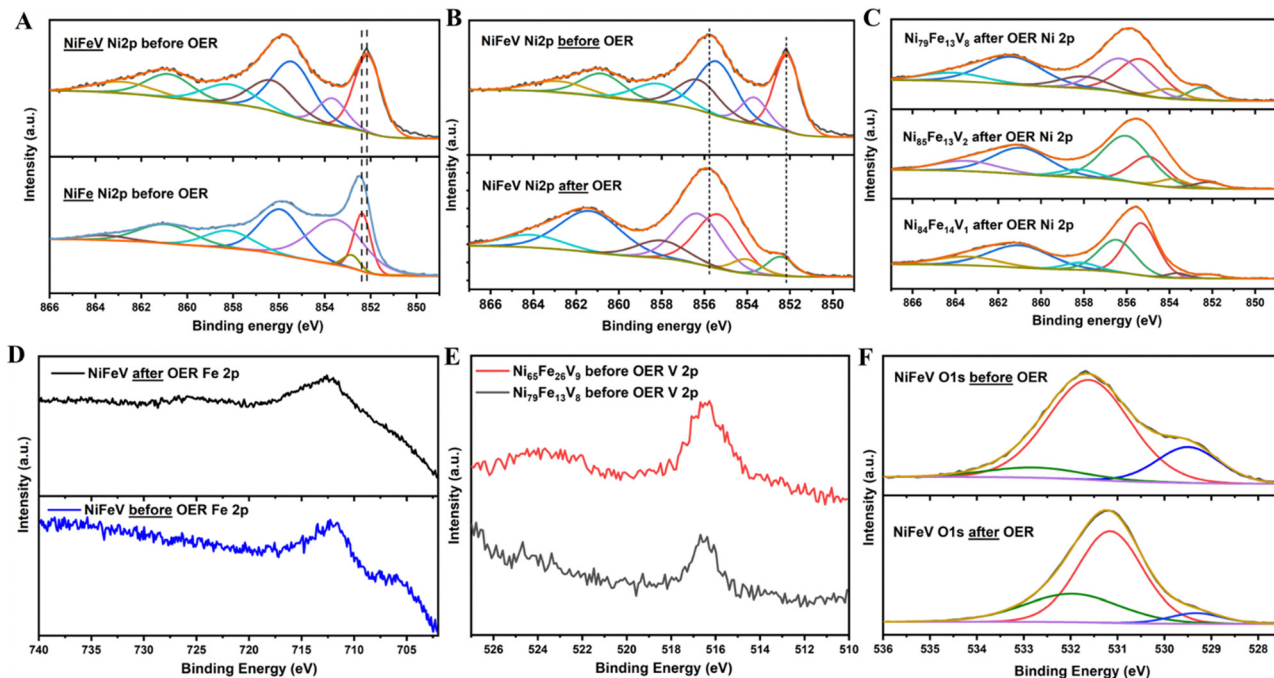 A
NiFeV Ni2p before OER
NiFe Ni2p before OER
Intensity (a.u.)
866 864 862 860 858 856 854 852 850
Binding energy (eV)
B
NiFeV Ni2p before OER
NiFeV Ni2p after OER
Intensity (a.u.)
866 864 862 860 858 856 854 852 850
Binding energy (eV)
C
Ni₇₉Fe₁₃V₈ after OER Ni 2p
Ni₈₅Fe₁₃V₂ after OER Ni 2p
Ni₈₄Fe₁₄V₁ after OER Ni 2p
Intensity (a.u.)
867 864 861 858 855 852 849
Binding energy (eV)
D
NiFeV after OER Fe 2p
NiFeV before OER Fe 2p
Intensity (a.u.)
740 735 730 725 720 715 710 705
Binding Energy (eV)
E
Ni₆₅Fe₂₆V₉ before OER V 2p
Ni₇₉Fe₁₃V₈ before OER V 2p
Intensity (a.u.)
526 524 522 520 518 516 514 512 510
Binding Energy (eV)
F
NiFeV O1s before OER
NiFeV O1s after OER
Intensity (a.u.)
536 535 534 533 532 531 530 529 528
Binding Energy (eV)